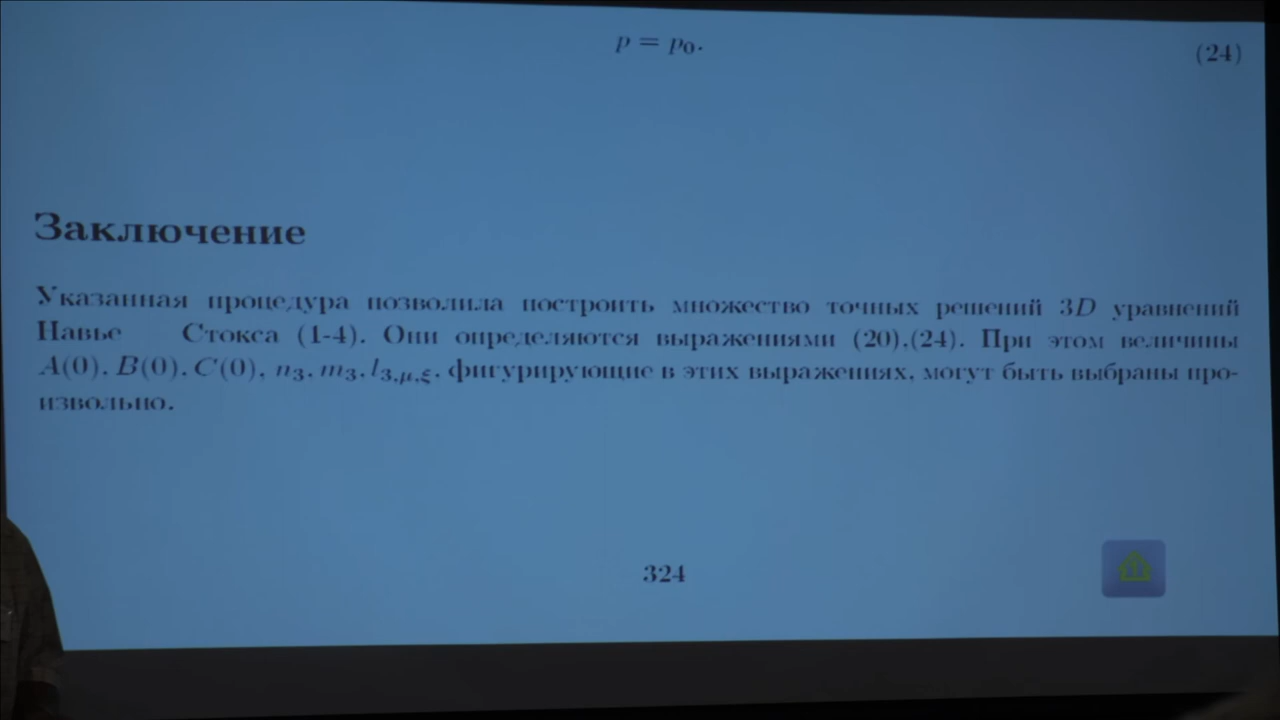 p = p₀.
(24)
Заключение
Указанная процедура позволила построить множество точных решений 3D уравнений
Навье Стокса (1-4). Они определяются выражениями (20),(24). При этом величины
A(0), B(0), C(0), n₃, m₃, l₃,μ,ξ, фигурирующие в этих выражениях, могут быть выбраны про-
извольно.
324